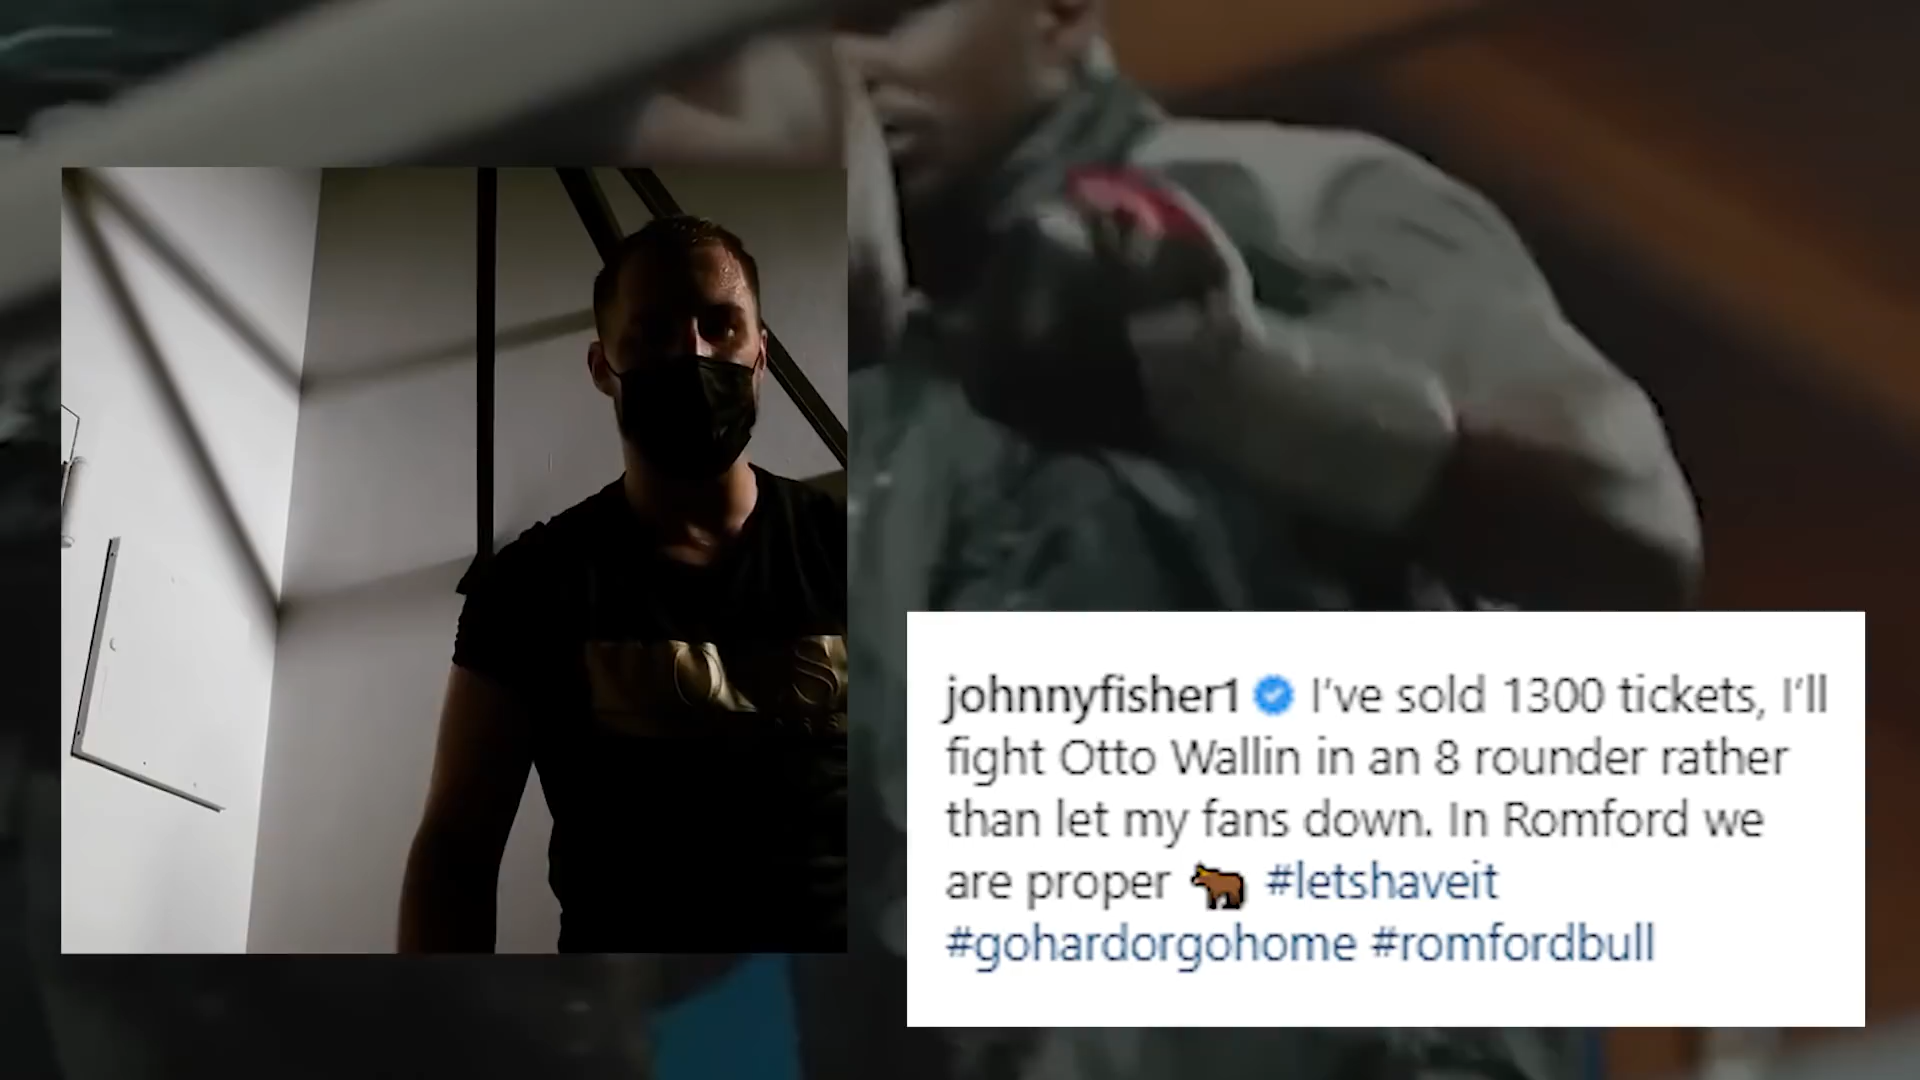 johnnyfisher1 I've sold 1300 tickets, I'll
fight Otto Wallin in an 8 rounder rather
than let my fans down. In Romford we
are proper 🐂 #letshaveit
#gohardorgohome #romfordbull